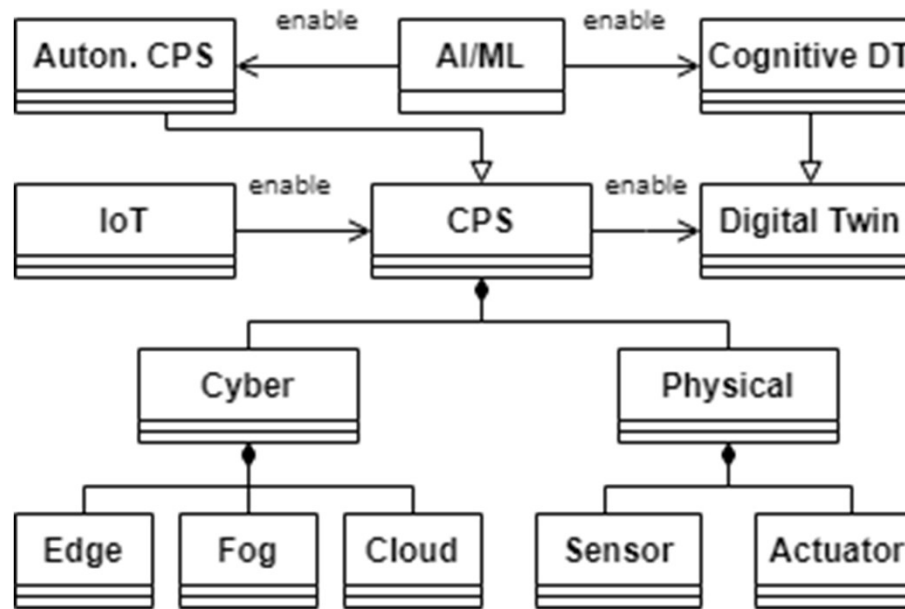 enable
enable
Auton. CPS
AI/ML
Cognitive DT
enable
enable
IoT
CPS
Digital Twin
Cyber
Physical
Edge
Fog
Cloud
Sensor
Actuator